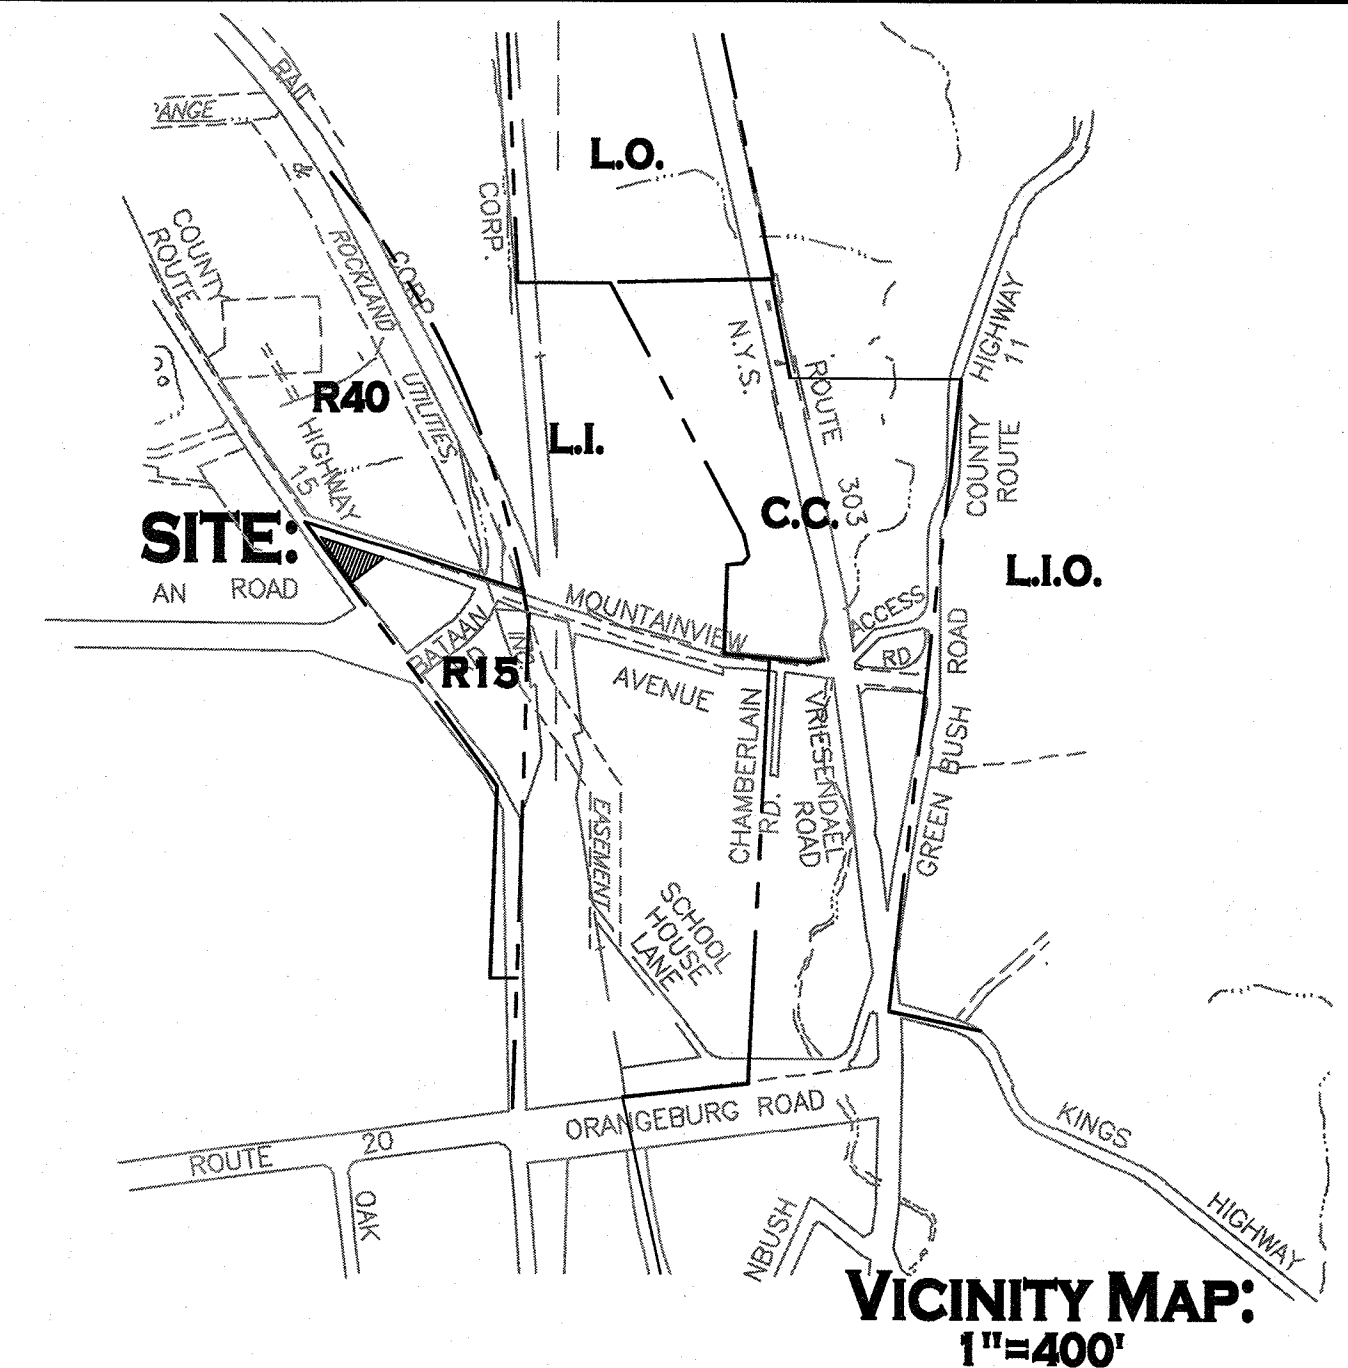 RAIL
L.O.
&
COUNTY
ROUTE
CORP.
ROCKLAND
CORP
HIGHWAY
11
N.Y.S.
ROUTE
303
R40
UTILITIES
L.I.
HIGHWAY
15
COUNTY
ROUTE
C.C.
SITE:
L.I.O.
AN ROAD
MOUNTAINVIEW
AVENUE
ACCESS
RD
BATAAN
R15
CHAMBERLAIN
RD.
VRIESENDAEL
ROAD
GREEN BUSH ROAD
EASEMENT
SCHOOL
HOUSE
LANE
ORANGEBURG ROAD
ROUTE 20
OAK
KINGS HIGHWAY
NBUSH
VICINITY MAP:
1"=400'